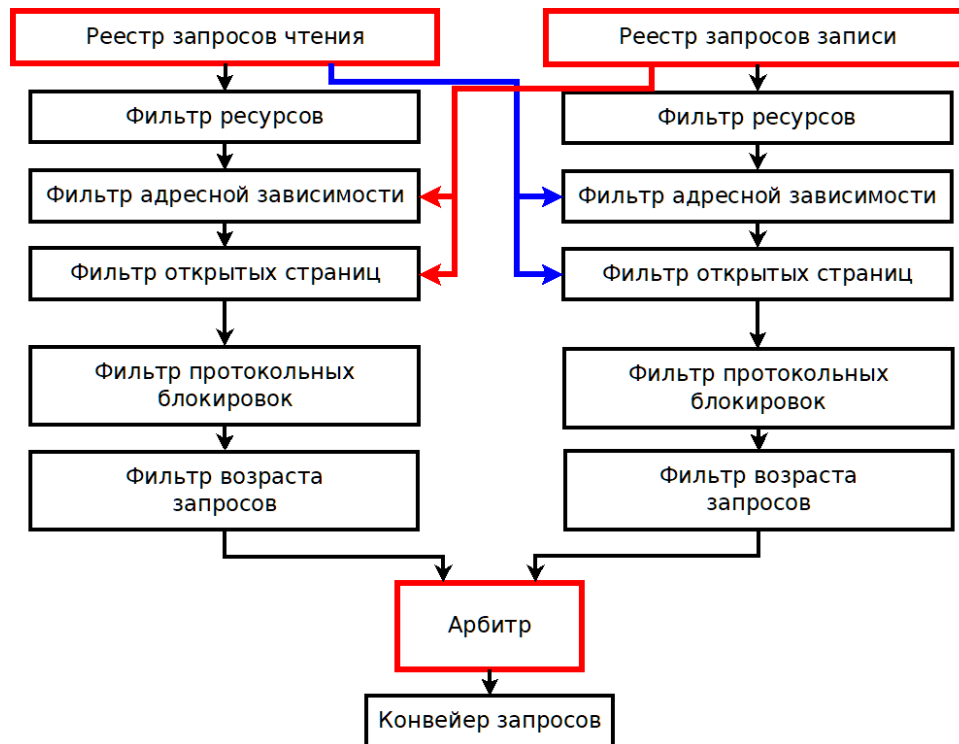 Реестр запросов чтения
Реестр запросов записи
Фильтр ресурсов
Фильтр ресурсов
Фильтр адресной зависимости
Фильтр адресной зависимости
Фильтр открытых страниц
Фильтр открытых страниц
Фильтр протокольных
блокировок
Фильтр протокольных
блокировок
Фильтр возраста
запросов
Фильтр возраста
запросов
Арбитр
Конвейер запросов